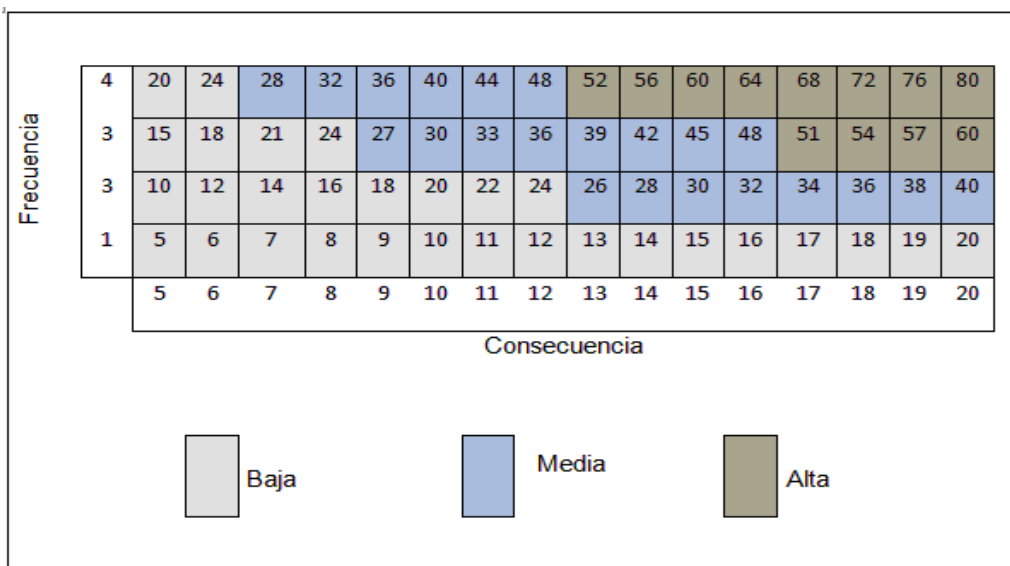 Frecuencia
4 20 24 28 32 36 40 44 48 52 56 60 64 68 72 76 80
3 15 18 21 24 27 30 33 36 39 42 45 48 51 54 57 60
3 10 12 14 16 18 20 22 24 26 28 30 32 34 36 38 40
1 5 6 7 8 9 10 11 12 13 14 15 16 17 18 19 20
5 6 7 8 9 10 11 12 13 14 15 16 17 18 19 20
Consecuencia
Baja Media Alta